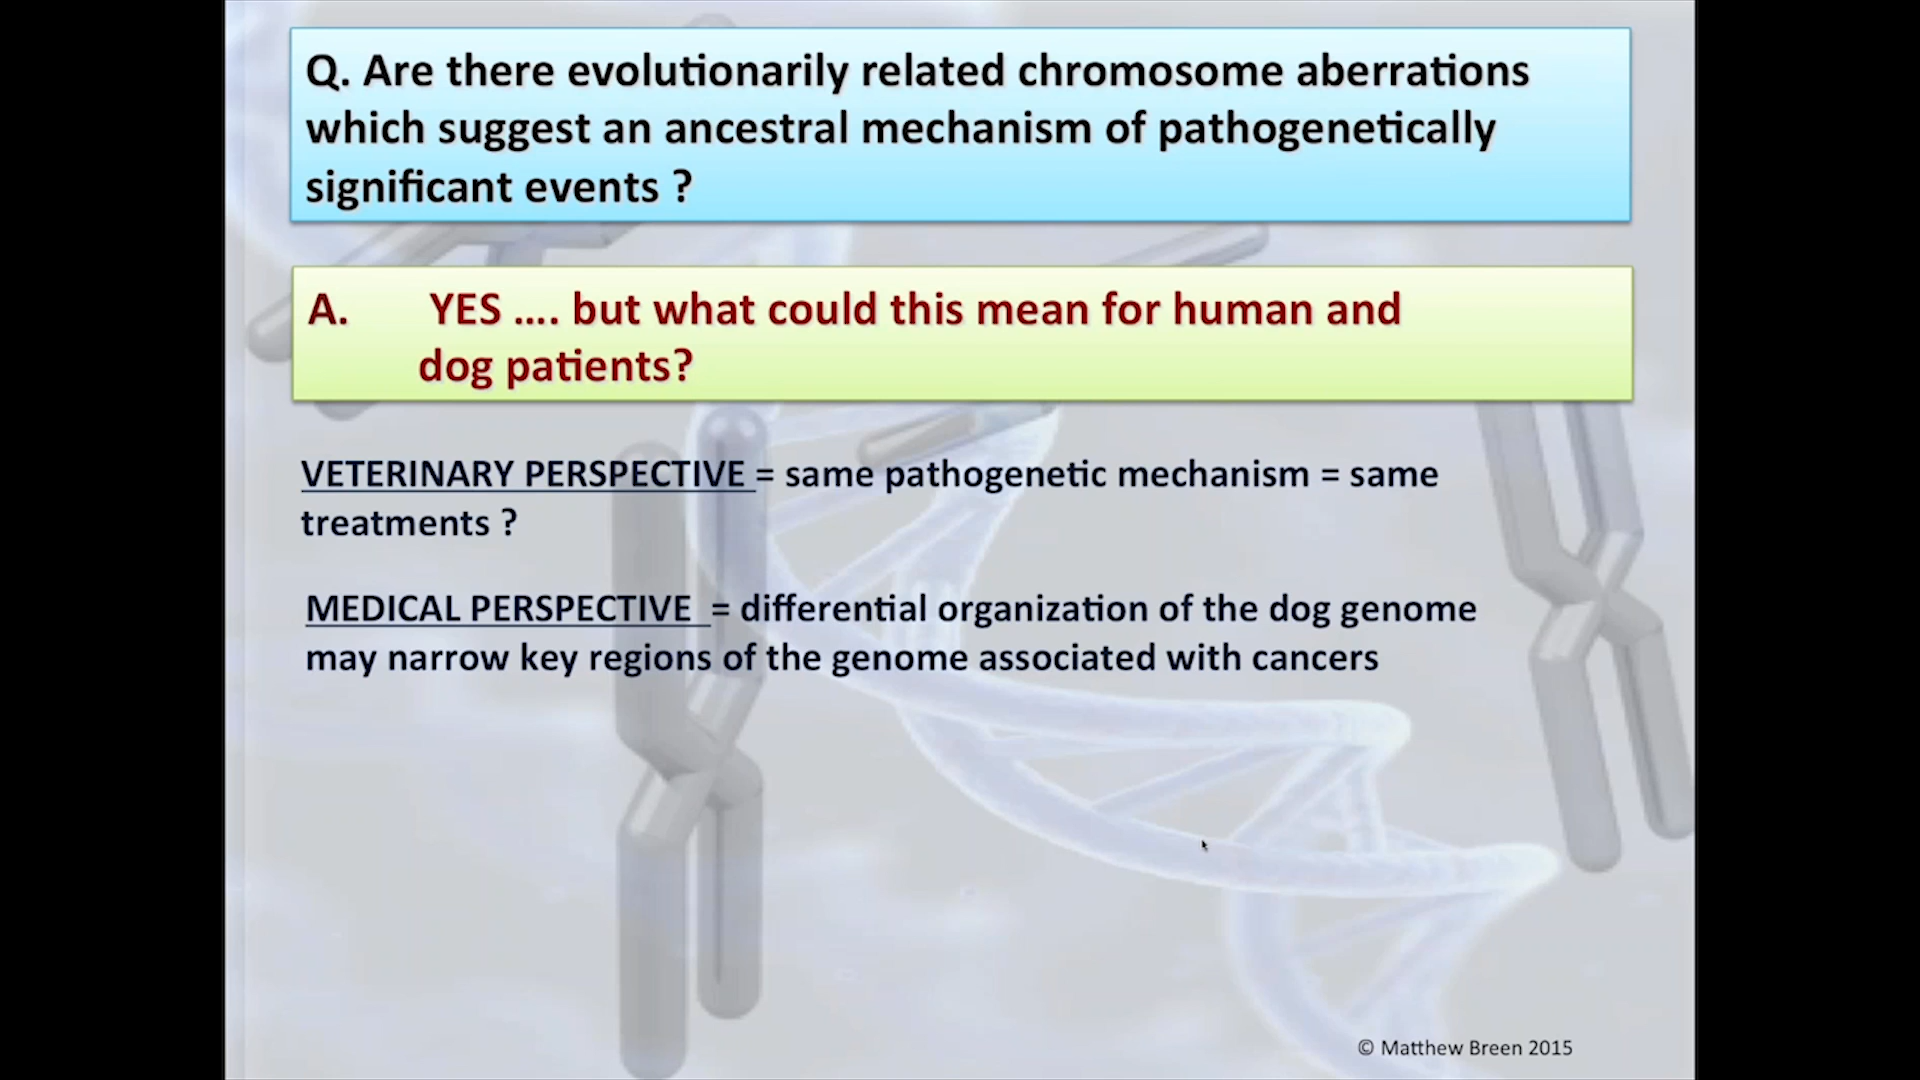 Q. Are there evolutionarily related chromosome aberrations
which suggest an ancestral mechanism of pathogenetically
significant events ?
A. YES .... but what could this mean for human and
dog patients?
VETERINARY PERSPECTIVE = same pathogenetic mechanism = same
treatments ?
MEDICAL PERSPECTIVE = differential organization of the dog genome
may narrow key regions of the genome associated with cancers
© Matthew Breen 2015